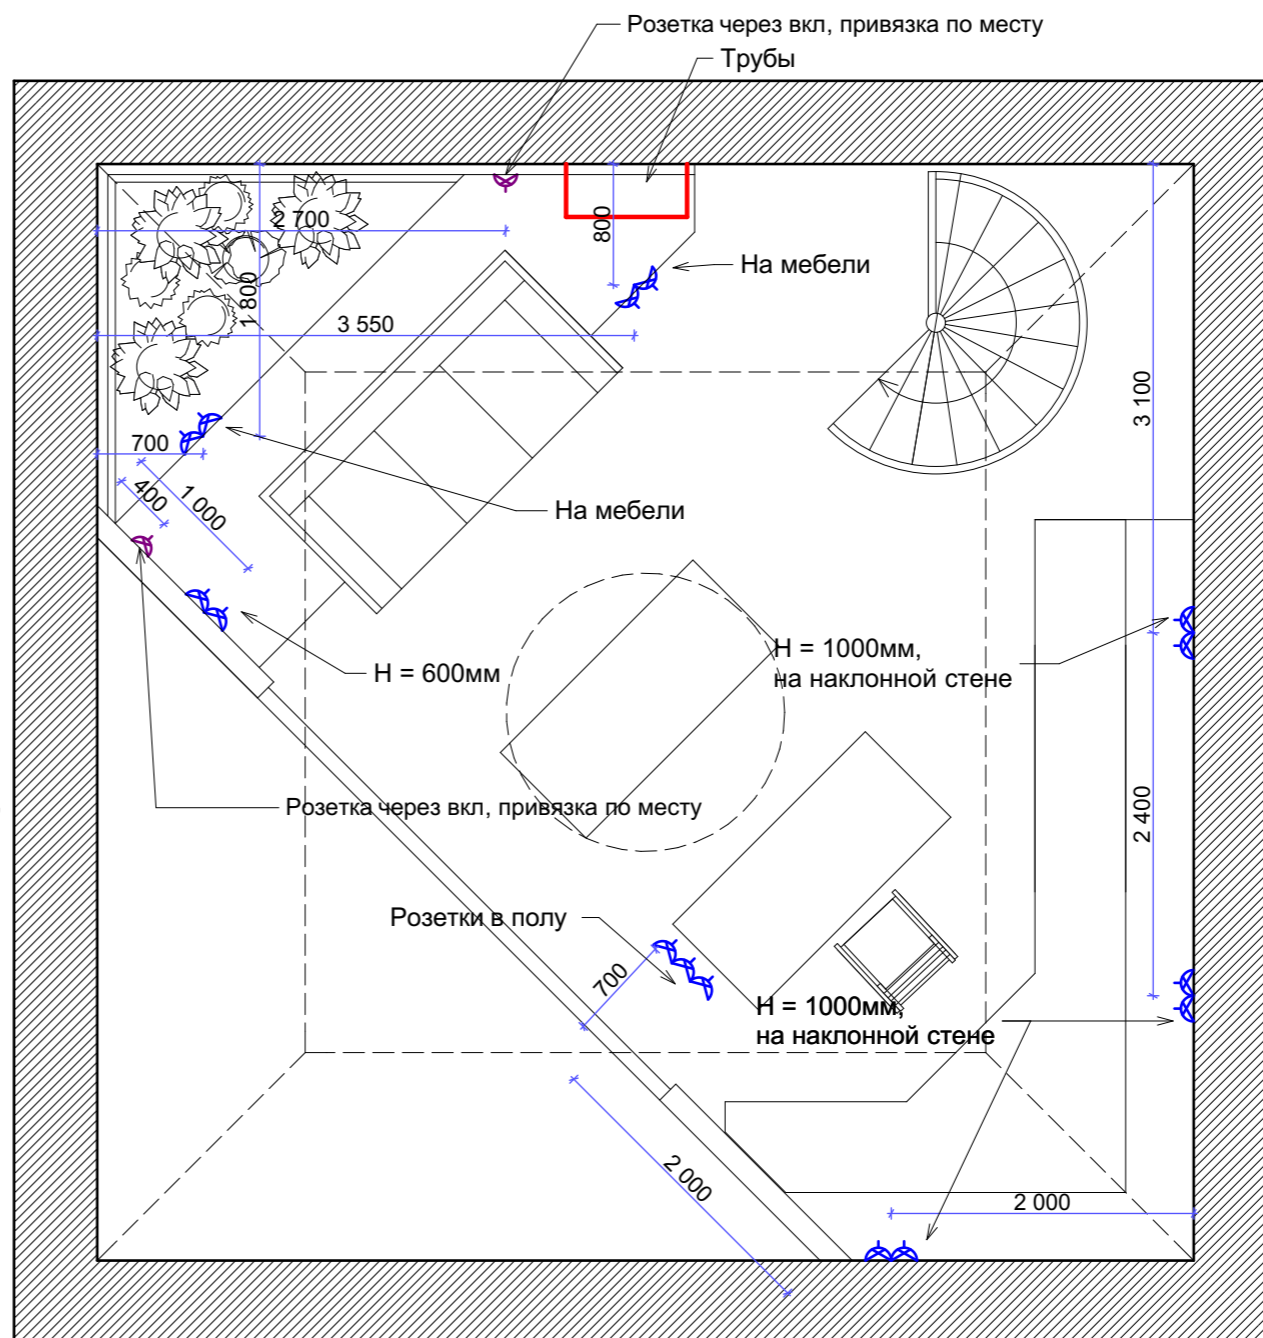 Розетка через вкл, привязка по месту
Трубы
2 700
800
На мебели
1 800
3 550
3 100
700
400
1 000
На мебели
H = 1000мм,
на наклонной стене
H = 600мм
Розетка через вкл, привязка по месту
2 400
Розетки в полу
700
H = 1000мм,
на наклонной стене
2 000
2 000